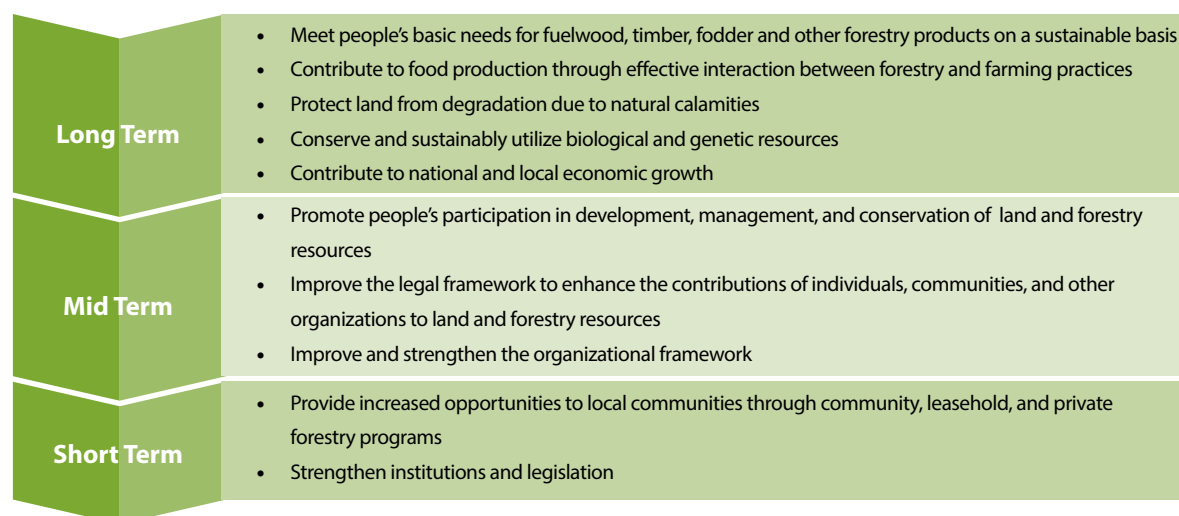 Long Term
• Meet people's basic needs for fuelwood, timber, fodder and other forestry products on a sustainable basis
• Contribute to food production through effective interaction between forestry and farming practices
• Protect land from degradation due to natural calamities
• Conserve and sustainably utilize biological and genetic resources
• Contribute to national and local economic growth
Mid Term
• Promote people's participation in development, management, and conservation of land and forestry
resources
• Improve the legal framework to enhance the contributions of individuals, communities, and other
organizations to land and forestry resources
• Improve and strengthen the organizational framework
Short Term
• Provide increased opportunities to local communities through community, leasehold, and private
forestry programs
• Strengthen institutions and legislation